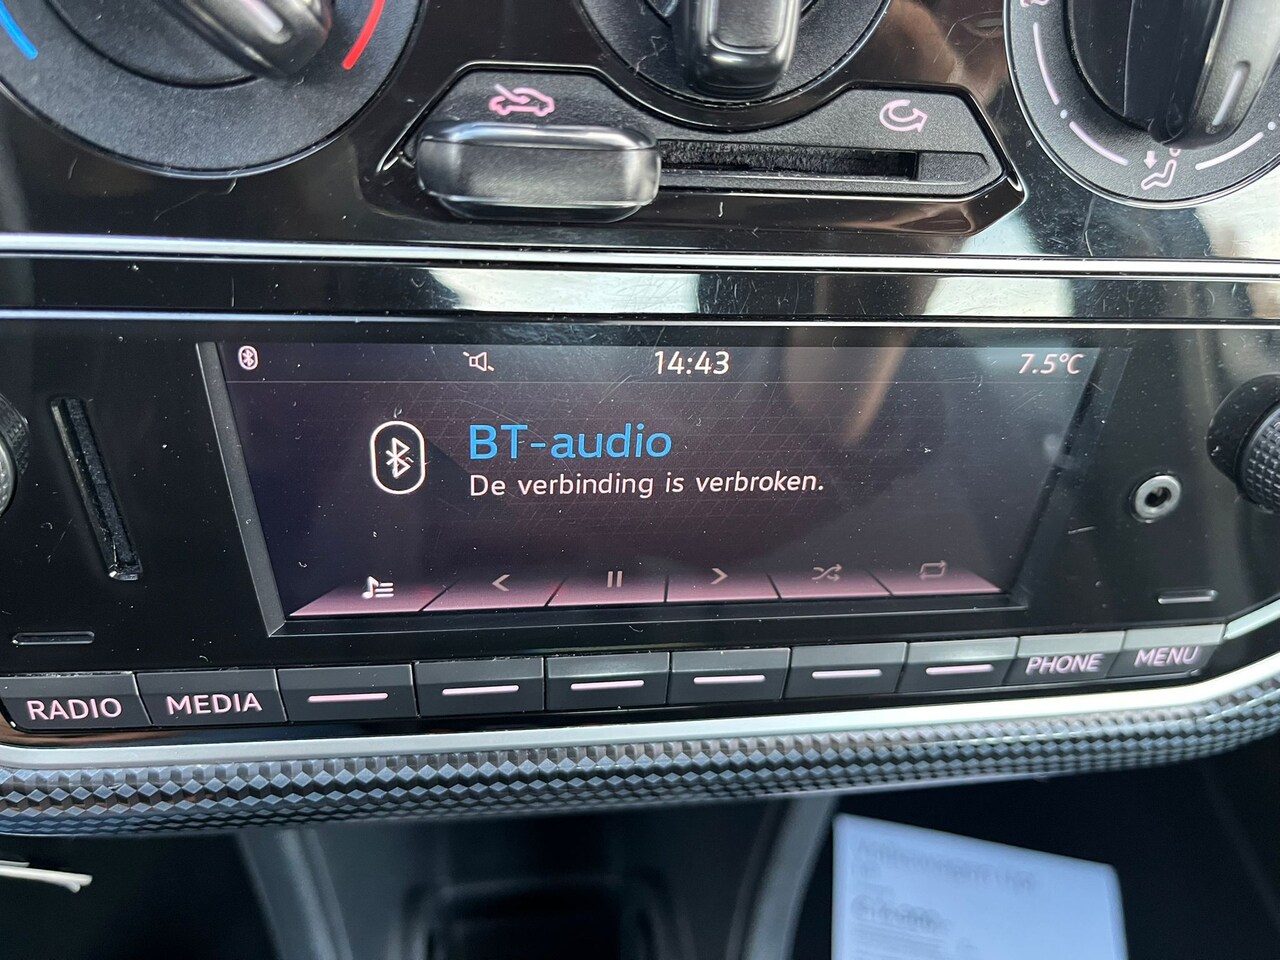 14:43
7.5°C
BT-audio
De verbinding is verbroken.
RADIO
MEDIA
PHONE
MENU